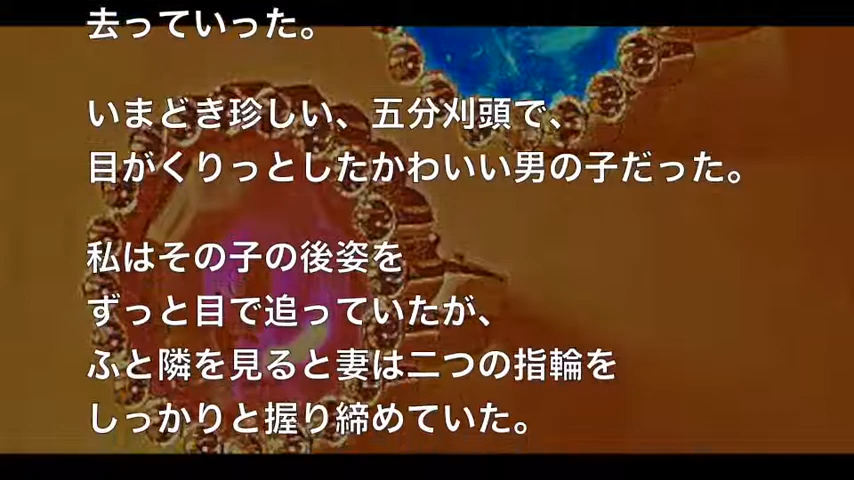 去っていった。
いまどき珍しい、五分刈頭で、
目がくりっとしたかわいい男の子だった。
私はその子の後姿を
ずっと目で追っていたが、
ふと隣を見ると妻は二つの指輪を
しっかりと握り締めていた。